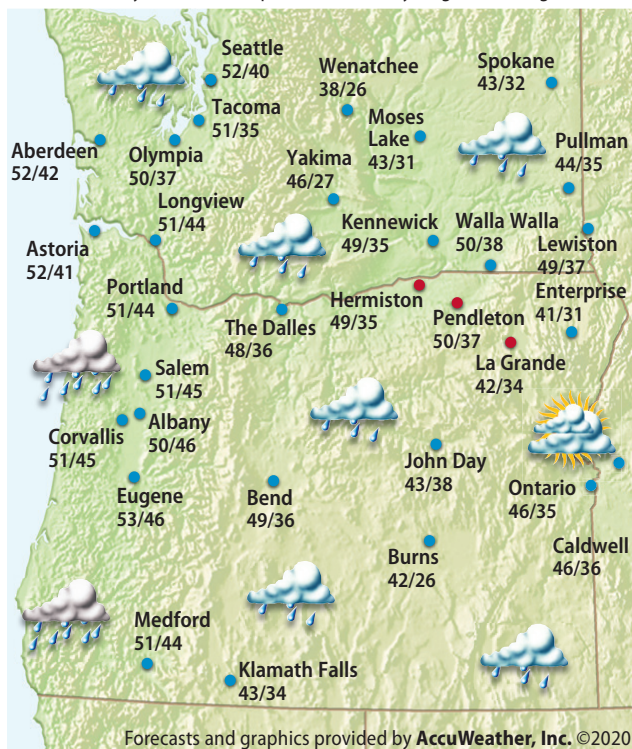 Seattle
52/40
Wenatchee
38/26
Spokane
43/32
Tacoma
51/35
Moses
Lake
43/31
Aberdeen
52/42
Olympia
50/37
Yakima
46/27
Pullman
44/35
Longview
51/44
Kennewick
49/35
Walla Walla
50/38
Lewiston
49/37
Astoria
52/41
Portland
51/44
Hermiston
49/35
Enterprise
41/31
The Dalles
48/36
Pendleton
50/37
La Grande
42/34
Salem
51/45
Albany
50/46
Corvallis
51/45
John Day
43/38
Eugene
53/46
Bend
49/36
Ontario
46/35
Burns
42/26
Caldwell
46/36
Medford
51/44
Klamath Falls
43/34
Forecasts and graphics provided by AccuWeather, Inc. ©2020